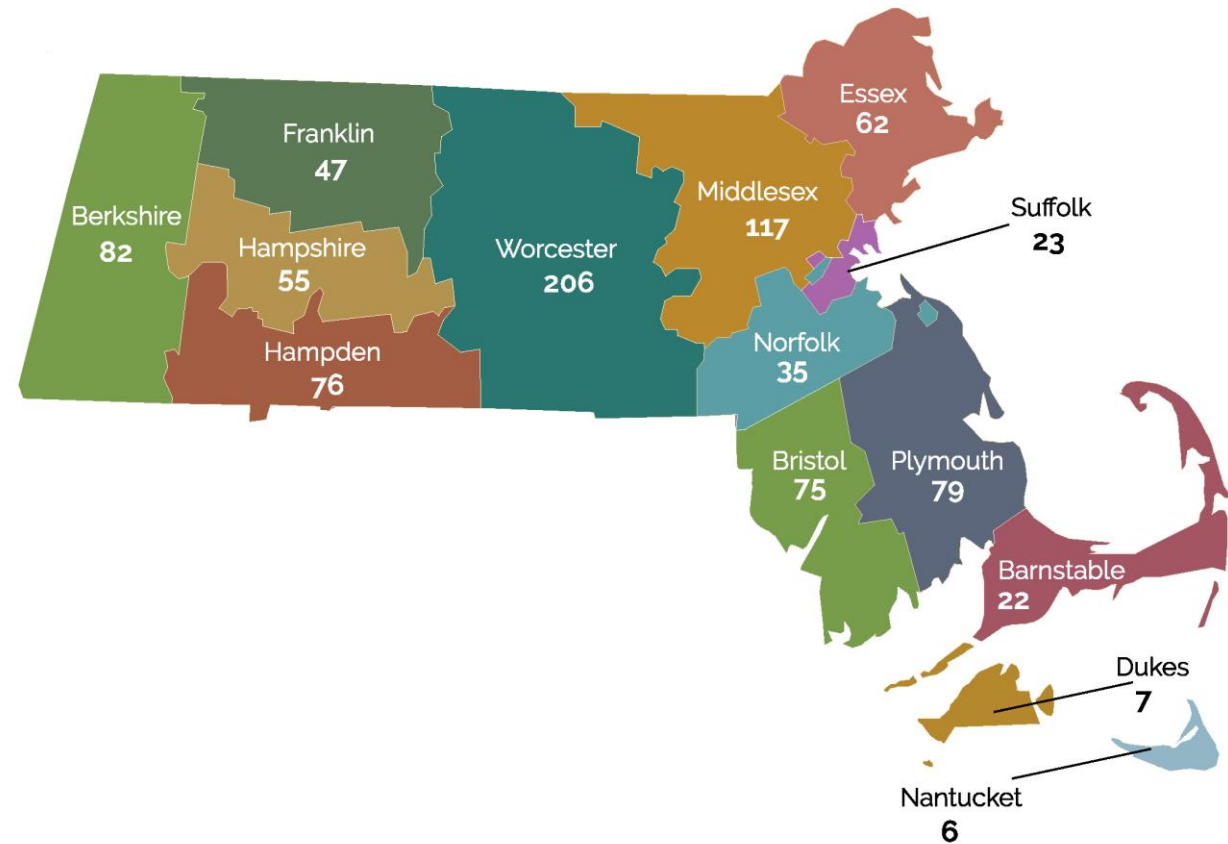 Essex
62
Franklin
47
Middlesex
117
Suffolk
23
Berkshire
82
Hampshire
55
Worcester
206
Hampden
76
Norfolk
35
Bristol
75
Plymouth
79
Barnstable
22
Dukes
7
Nantucket
6